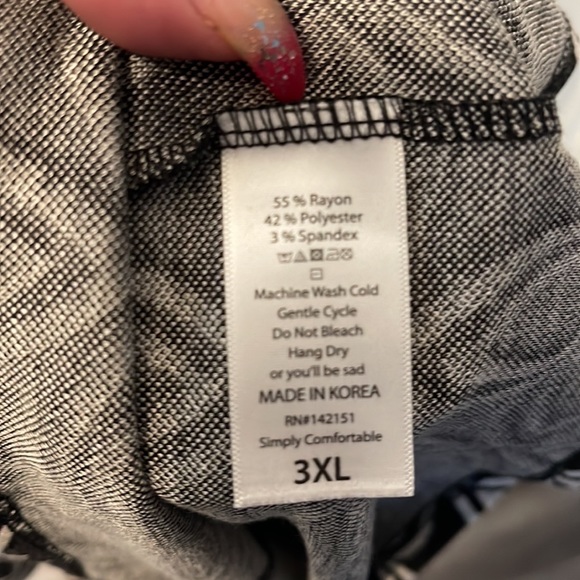 55 % Rayon
42 % Polyester
3 % Spandex
Machine Wash Cold
Gentle Cycle
Do Not Bleach
Hang Dry
or you'll be sad
MADE IN KOREA
RN#142151
Simply Comfortable
3XL